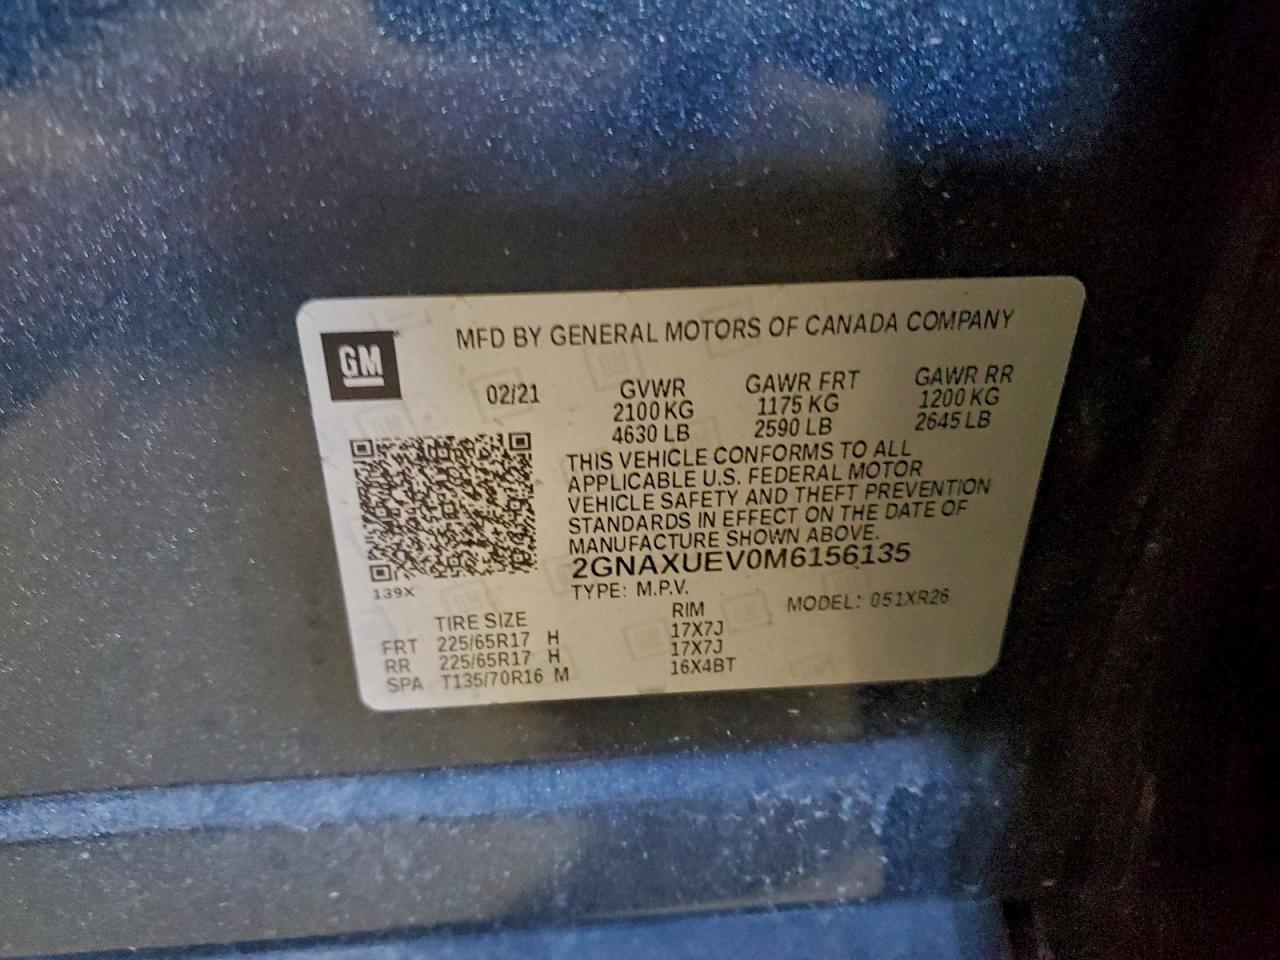 GM
MFD BY GENERAL MOTORS OF CANADA COMPANY
02/21 GVWR GAWR FRT GAWR RR
2100 KG 1175 KG 1200 KG
4630 LB 2590 LB 2645 LB
THIS VEHICLE CONFORMS TO ALL
APPLICABLE U.S. FEDERAL MOTOR
VEHICLE SAFETY AND THEFT PREVENTION
STANDARDS IN EFFECT ON THE DATE OF
MANUFACTURE SHOWN ABOVE.
2GNAXUEV0M6156135
139X
TYPE: M.P.V. MODEL: 051XR26
TIRE SIZE RIM
FRT 225/65R17 H 17X7J
RR 225/65R17 H 17X7J
SPA T135/70R16 M 16X4BT